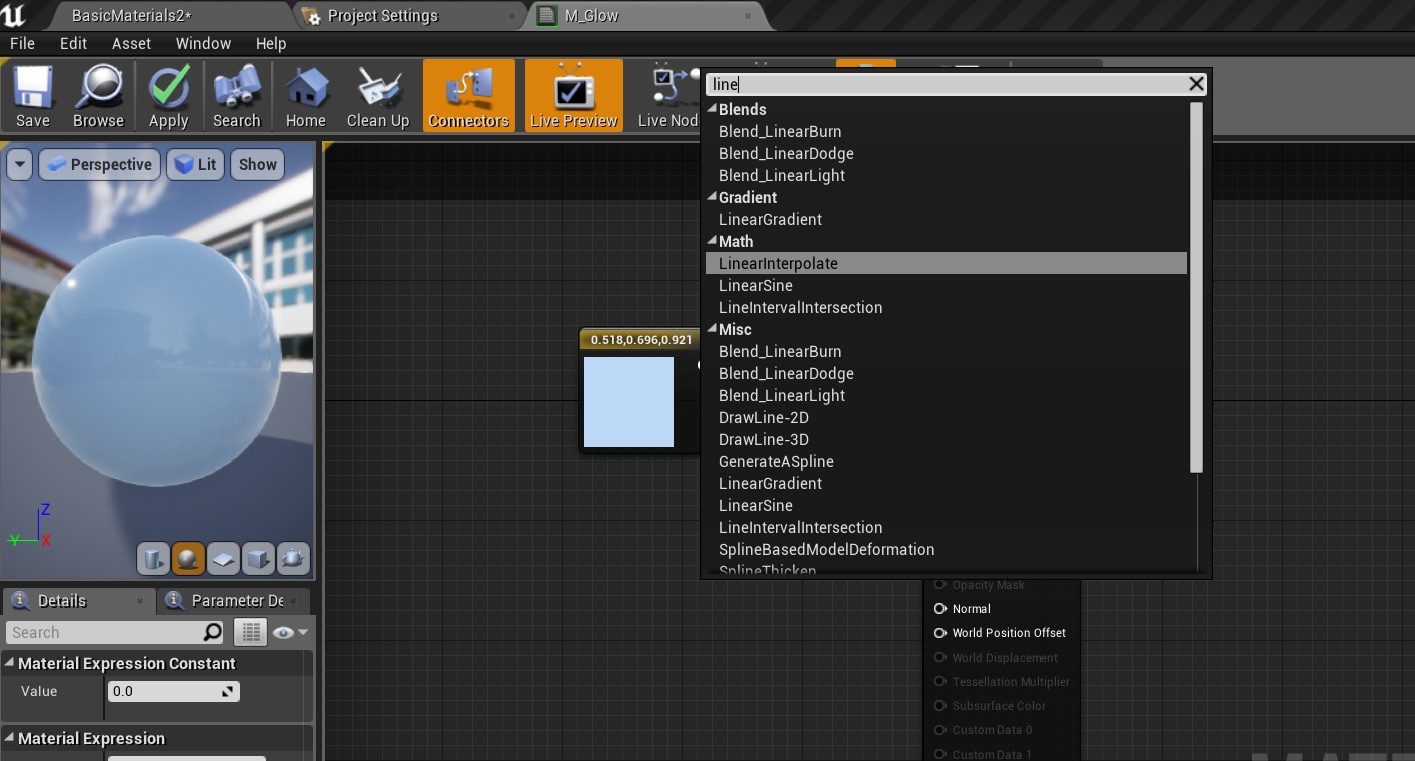 BasicMaterials2*
Project Settings
M_Glow
File Edit Asset Window Help
Save Browse Apply Search Home Clean Up Connectors Live Preview Live Nod
line
Blends
Blend_LinearBurn
Blend_LinearDodge
Blend_LinearLight
Gradient
LinearGradient
Math
LinearInterpolate
LinearSine
LineIntervalIntersection
Misc
Blend_LinearBurn
Blend_LinearDodge
Blend_LinearLight
DrawLine-2D
DrawLine-3D
GenerateASpline
LinearGradient
LinearSine
LineIntervalIntersection
SplineBasedModelDeformation
SplineThicken
Perspective Lit Show
0.518,0.696,0.921
Z
Y X
Opacity Mask
Normal
World Position Offset
World Displacement
Tessellation Multiplier
Subsurface Color
Custom Data 0
Custom Data 1
Details
Parameter De
Search
Material Expression Constant
Value 0.0
Material Expression